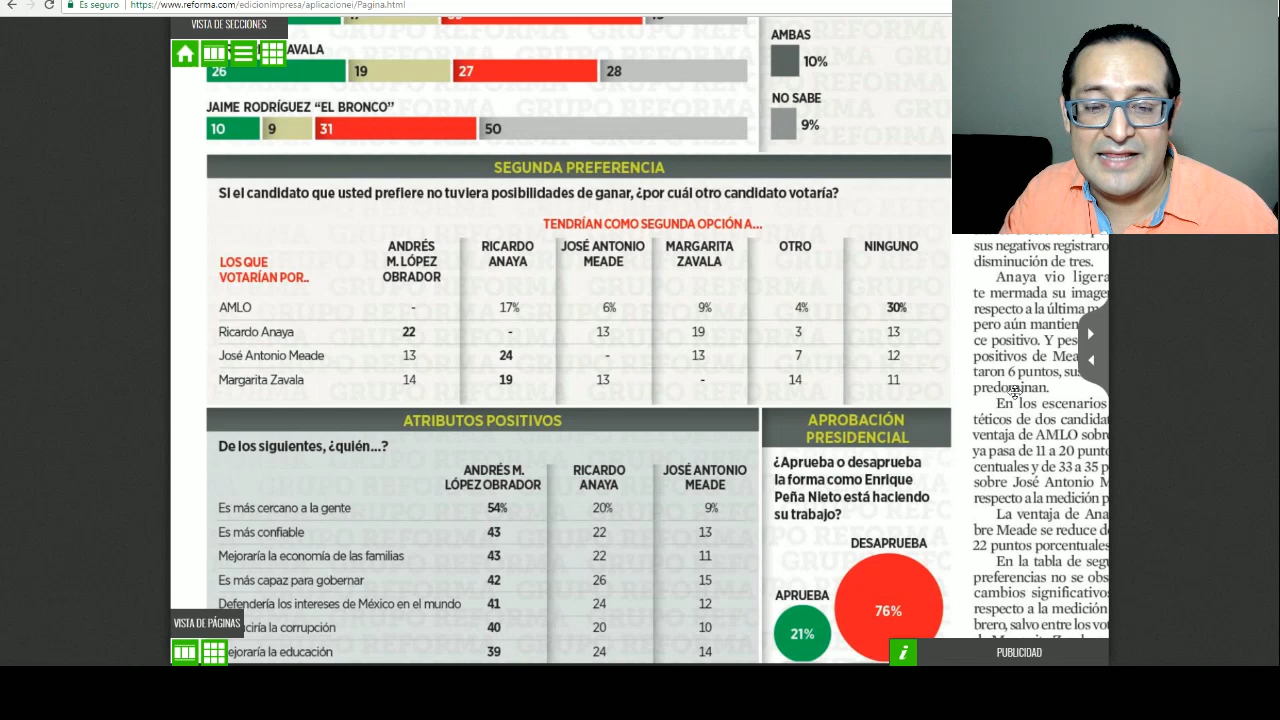 Es seguro
https://www.reforma.com/edicionimpresa/aplicacionei/Pagina.html
VISTA DE SECCIONES
AVALA
26 19 27 28
JAIME RODRÍGUEZ “EL BRONCO”
10 9 31 50
AMBAS
10%
NO SABE
9%
SEGUNDA PREFERENCIA
Si el candidato que usted prefiere no tuviera posibilidades de ganar, ¿por cuál otro candidato votaría?
TENDRÍAN COMO SEGUNDA OPCIÓN A...
LOS QUE
VOTARÍAN POR..
ANDRÉS
M. LÓPEZ
OBRADOR
RICARDO
ANAYA
JOSÉ ANTONIO
MEADE
MARGARITA
ZAVALA
OTRO
NINGUNO
AMLO - 17% 6% 9% 4% 30%
Ricardo Anaya 22 - 13 19 3 13
José Antonio Meade 13 24 - 13 7 12
Margarita Zavala 14 19 13 - 14 11
ATRIBUTOS POSITIVOS
De los siguientes, ¿quién...?
ANDRÉS M.
LÓPEZ OBRADOR
RICARDO
ANAYA
JOSÉ ANTONIO
MEADE
Es más cercano a la gente 54% 20% 9%
Es más confiable 43 22 13
Mejoraría la economía de las familias 43 22 11
Es más capaz para gobernar 42 26 15
Defendería los intereses de México en el mundo 41 24 12
la corrupción 40 20 10
ejoraría la educación 39 24 14
APROBACIÓN
PRESIDENCIAL
¿Aprueba o desaprueba
la forma como Enrique
Peña Nieto está haciendo
su trabajo?
DESAPRUEBA
76%
APRUEBA
21%
sus negativos registraro
disminución de tres.
Anaya vio ligera
te mermada su image
respecto a la última m
pero aún mantien
ce positivo. Y pes
positivos de Mea
taron 6 puntos, sus
predominan.
En los escenarios
téticos de dos candidat
ventaja de AMLO sobr
ya pasa de 11 a 20 punto
centuales y de 33 a 35 p
sobre José Antonio M
respecto a la medición p
La ventaja de Ana
bre Meade se reduce de
22 puntos porcentuales
En la tabla de segu
preferencias no se obs
cambios significativos
respecto a la medición
brero, salvo entre los vot
VISTA DE PÁGINAS
i
PUBLICIDAD
GRUPO REFORMA